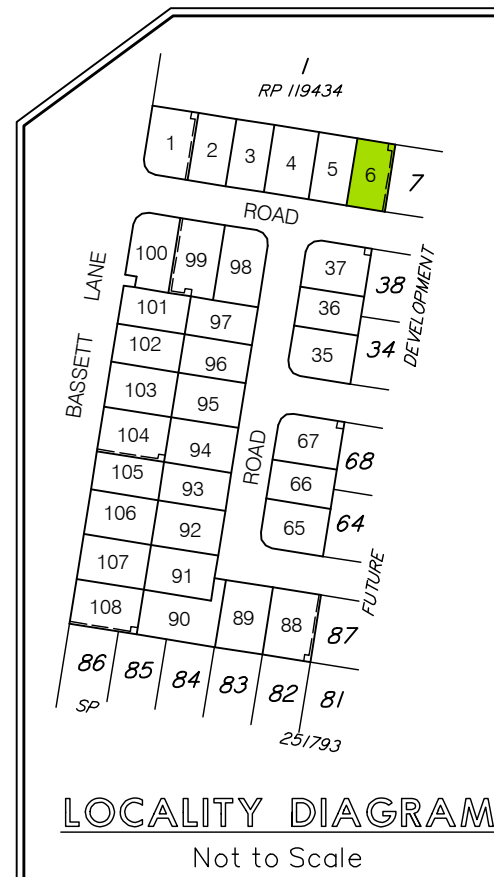 1
RP 119434
1 2 3 4 5 6 7
ROAD
100 99 98
37 38
101 97 36
102 96 35 34
103 95
104 94 67 68
105 93 66
106 92 65 64
107 91
108 90 89 88 87
86 85 84 83 82 81
SP 251793
BASSETT LANE
ROAD
FUTURE DEVELOPMENT
LOCALITY DIAGRAM
Not to Scale